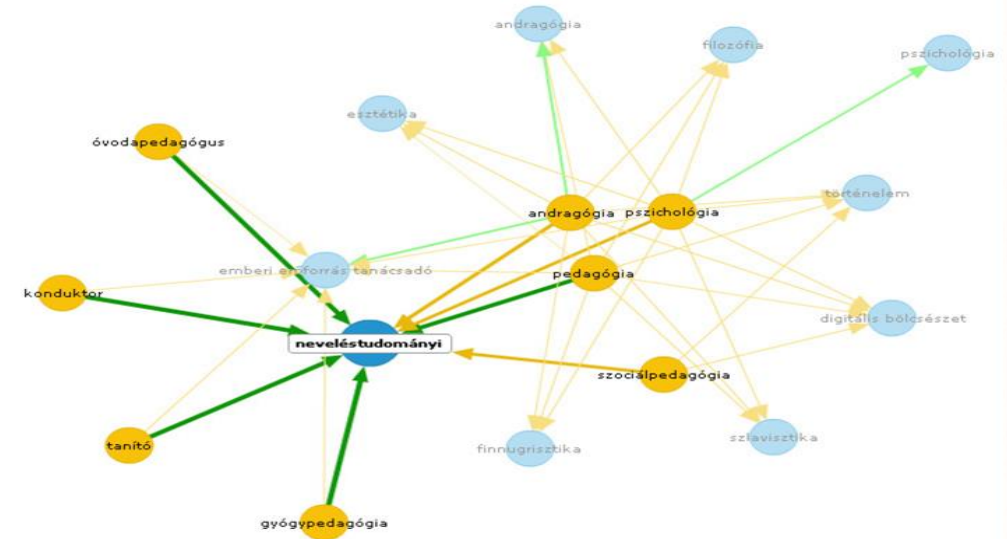 andragógia
filozófia
pszichológia
esztétika
óvodapedagógus
történelem
andragógia
pszichológia
emberi erőforrás tanácsadó
pedagógia
konduktor
digitális bölcsészet
neveléstudományi
szociálpedagógia
tanító
finnugrisztika
szlavisztika
gyógypedagógia